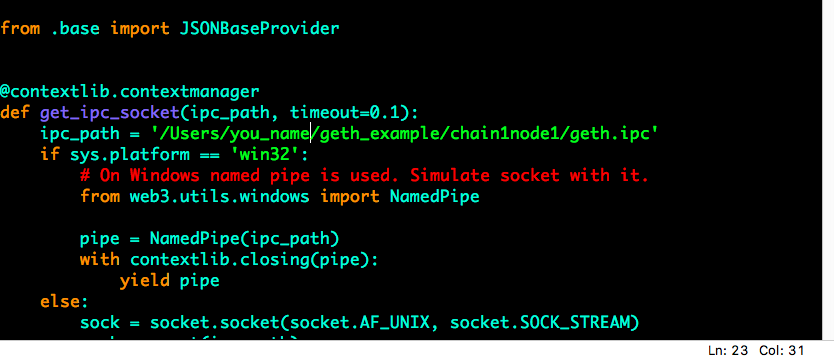 from .base import JSONBaseProvider
@contextlib.contextmanager
def get_ipc_socket(ipc_path, timeout=0.1):
    ipc_path = '/Users/you_name/geth_example/chain1node1/geth.ipc'
    if sys.platform == 'win32':
        # On Windows named pipe is used. Simulate socket with it.
        from web3.utils.windows import NamedPipe
        pipe = NamedPipe(ipc_path)
        with contextlib.closing(pipe):
            yield pipe
    else:
        sock = socket.socket(socket.AF_UNIX, socket.SOCK_STREAM)
Ln: 23 Col: 31